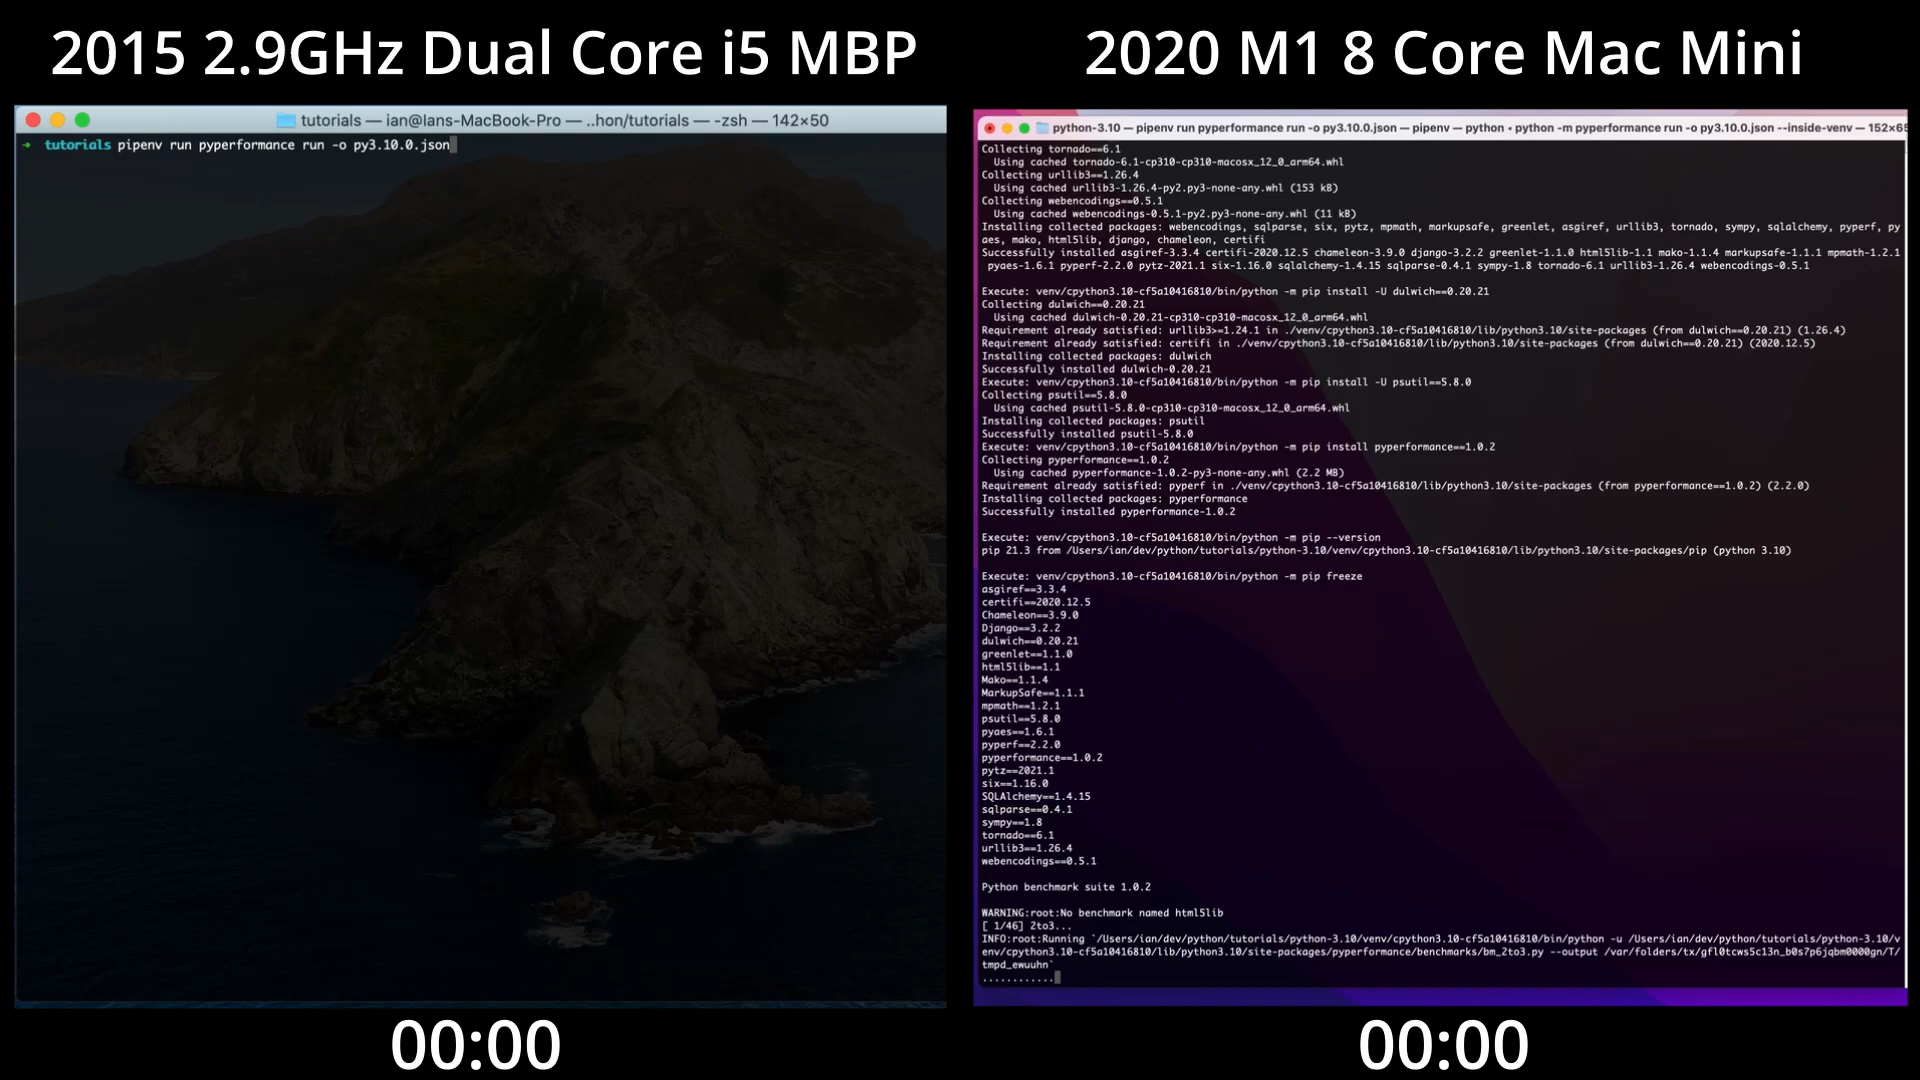 2015 2.9GHz Dual Core i5 MBP
tutorials — ian@Ians-MacBook-Pro — ..hon/tutorials — -zsh — 142×50
➜ tutorials pipenv run pyperformance run -o py3.10.0.json
00:00
2020 M1 8 Core Mac Mini
python-3.10 — pipenv run pyperformance run -o py3.10.0.json — pipenv — python • python -m pyperformance run -o py3.10.0.json --inside-venv — 152×65
Collecting tornado==6.1
Using cached tornado-6.1-cp310-cp310-macosx_12_0_arm64.whl
Collecting urllib3==1.26.4
Using cached urllib3-1.26.4-py2.py3-none-any.whl (153 kB)
Collecting webencodings==0.5.1
Using cached webencodings-0.5.1-py2.py3-none-any.whl (11 kB)
Installing collected packages: webencodings, sqlparse, six, pytz, mpmath, markupsafe, greenlet, asgiref, urllib3, tornado, sympy, sqlalchemy, pyperf, py
aes, mako, html5lib, django, chameleon, certifi
Successfully installed asgiref-3.3.4 certifi-2020.12.5 chameleon-3.9.0 django-3.2.2 greenlet-1.1.0 html5lib-1.1 mako-1.1.4 markupsafe-1.1.1 mpmath-1.2.1
pyaes-1.6.1 pyperf-2.2.0 pytz-2021.1 six-1.16.0 sqlalchemy-1.4.15 sqlparse-0.4.1 sympy-1.8 tornado-6.1 urllib3-1.26.4 webencodings-0.5.1
Execute: venv/cpython3.10-cf5a10416810/bin/python -m pip install -U dulwich==0.20.21
Collecting dulwich==0.20.21
Using cached dulwich-0.20.21-cp310-cp310-macosx_12_0_arm64.whl
Requirement already satisfied: urllib3>=1.24.1 in ./venv/cpython3.10-cf5a10416810/lib/python3.10/site-packages (from dulwich==0.20.21) (1.26.4)
Requirement already satisfied: certifi in ./venv/cpython3.10-cf5a10416810/lib/python3.10/site-packages (from dulwich==0.20.21) (2020.12.5)
Installing collected packages: dulwich
Successfully installed dulwich-0.20.21
Execute: venv/cpython3.10-cf5a10416810/bin/python -m pip install -U psutil==5.8.0
Collecting psutil==5.8.0
Using cached psutil-5.8.0-cp310-cp310-macosx_12_0_arm64.whl
Installing collected packages: psutil
Successfully installed psutil-5.8.0
Execute: venv/cpython3.10-cf5a10416810/bin/python -m pip install pyperformance==1.0.2
Collecting pyperformance==1.0.2
Using cached pyperformance-1.0.2-py3-none-any.whl (2.2 MB)
Requirement already satisfied: pyperf in ./venv/cpython3.10-cf5a10416810/lib/python3.10/site-packages (from pyperformance==1.0.2) (2.2.0)
Installing collected packages: pyperformance
Successfully installed pyperformance-1.0.2
Execute: venv/cpython3.10-cf5a10416810/bin/python -m pip --version
pip 21.3 from /Users/ian/dev/python/tutorials/python-3.10/venv/cpython3.10-cf5a10416810/lib/python3.10/site-packages/pip (python 3.10)
Execute: venv/cpython3.10-cf5a10416810/bin/python -m pip freeze
asgiref==3.3.4
certifi==2020.12.5
Chameleon==3.9.0
Django==3.2.2
dulwich==0.20.21
greenlet==1.1.0
html5lib==1.1
Mako==1.1.4
MarkupSafe==1.1.1
mpmath==1.2.1
psutil==5.8.0
pyaes==1.6.1
pyperf==2.2.0
pyperformance==1.0.2
pytz==2021.1
six==1.16.0
SQLAlchemy==1.4.15
sqlparse==0.4.1
sympy==1.8
tornado==6.1
urllib3==1.26.4
webencodings==0.5.1
Python benchmark suite 1.0.2
WARNING:root:No benchmark named html5lib
[ 1/46] 2to3...
INFO:root:Running `/Users/ian/dev/python/tutorials/python-3.10/venv/cpython3.10-cf5a10416810/bin/python -u /Users/ian/dev/python/tutorials/python-3.10/v
env/cpython3.10-cf5a10416810/lib/python3.10/site-packages/pyperformance/benchmarks/bm_2to3.py --output /var/folders/tx/gfl0tcws5c13n_b0s7p6jqbm0000gn/T/
tmpd_ewuuhn`
............
00:00